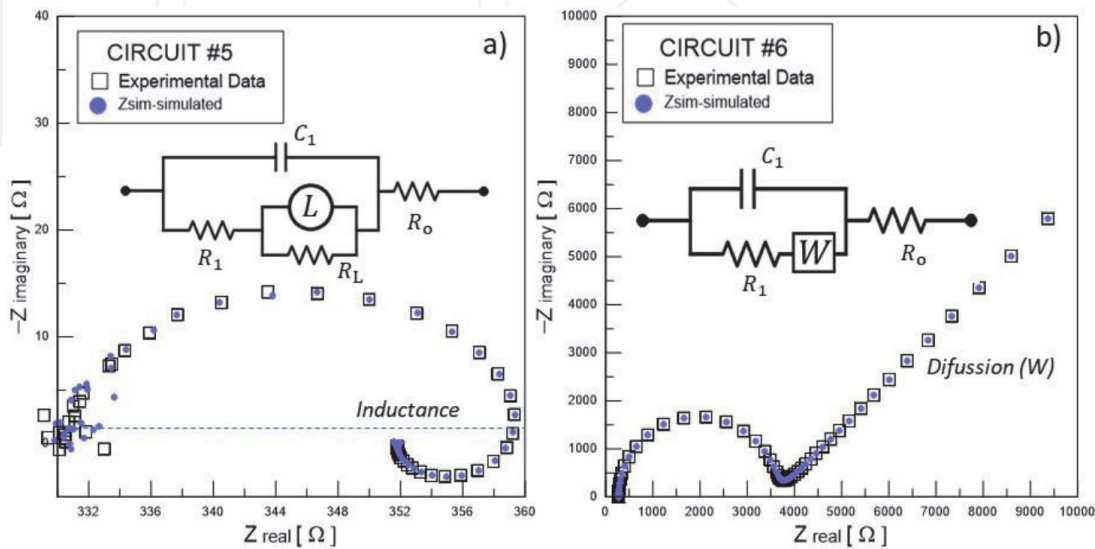 a)
CIRCUIT #5
Experimental Data
Zsim-simulated
C₁
L
R₁
R_L
Rₒ
Inductance
−Z imaginary [ Ω ]
40
30
20
10
0
332
336
340
344
348
352
356
360
Z real [ Ω ]
b)
CIRCUIT #6
Experimental Data
Zsim-simulated
C₁
R₁
W
Rₒ
Difussion (W)
−Z imaginary [ Ω ]
10000
9000
8000
7000
6000
5000
4000
3000
2000
1000
0
0
1000
2000
3000
4000
5000
6000
7000
8000
9000
10000
Z real [ Ω ]